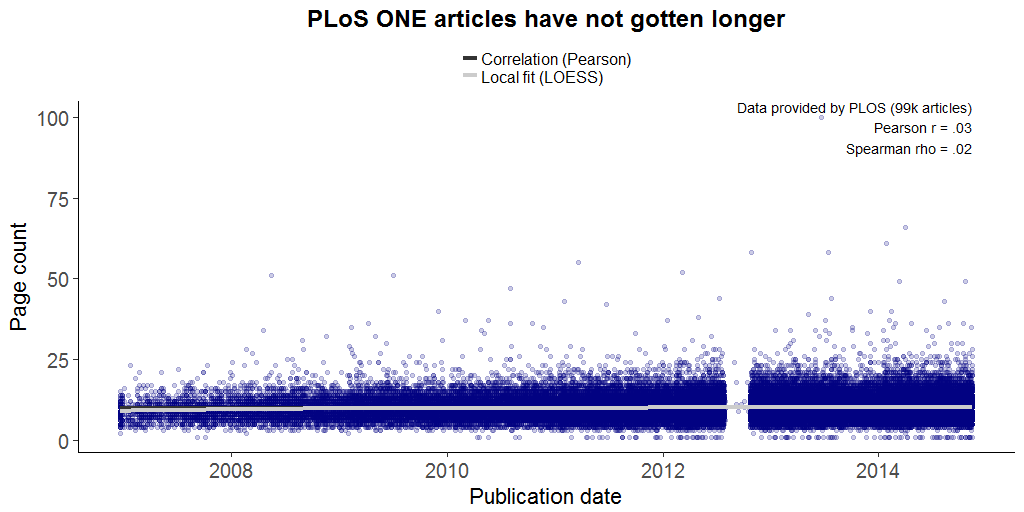 PLoS ONE articles have not gotten longer
Correlation (Pearson)
Local fit (LOESS)
Data provided by PLOS (99k articles)
Pearson r = .03
Spearman rho = .02
100
75
50
25
0
Page count
2008 2010 2012 2014
Publication date